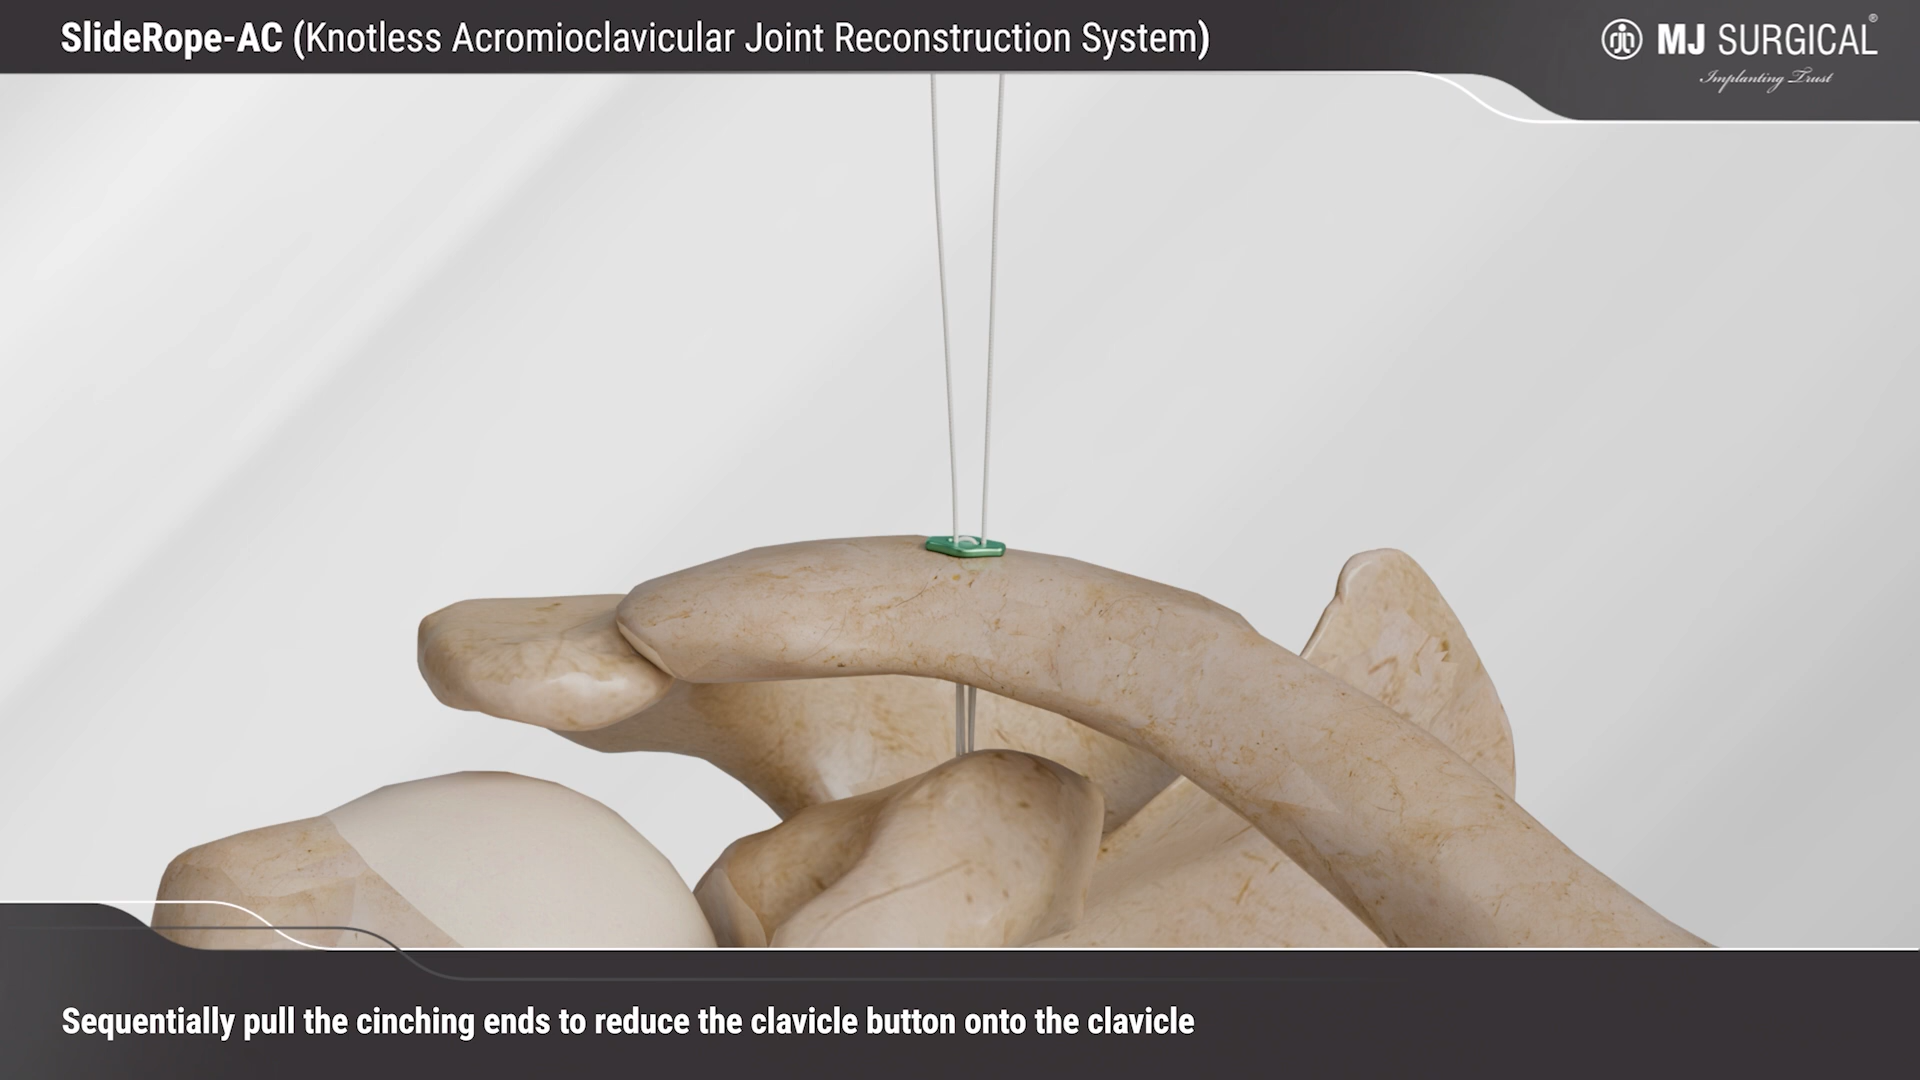 SlideRope-AC (Knotless Acromioclavicular Joint Reconstruction System)
MJ SURGICAL®
Implanting Trust
Sequentially pull the cinching ends to reduce the clavicle button onto the clavicle